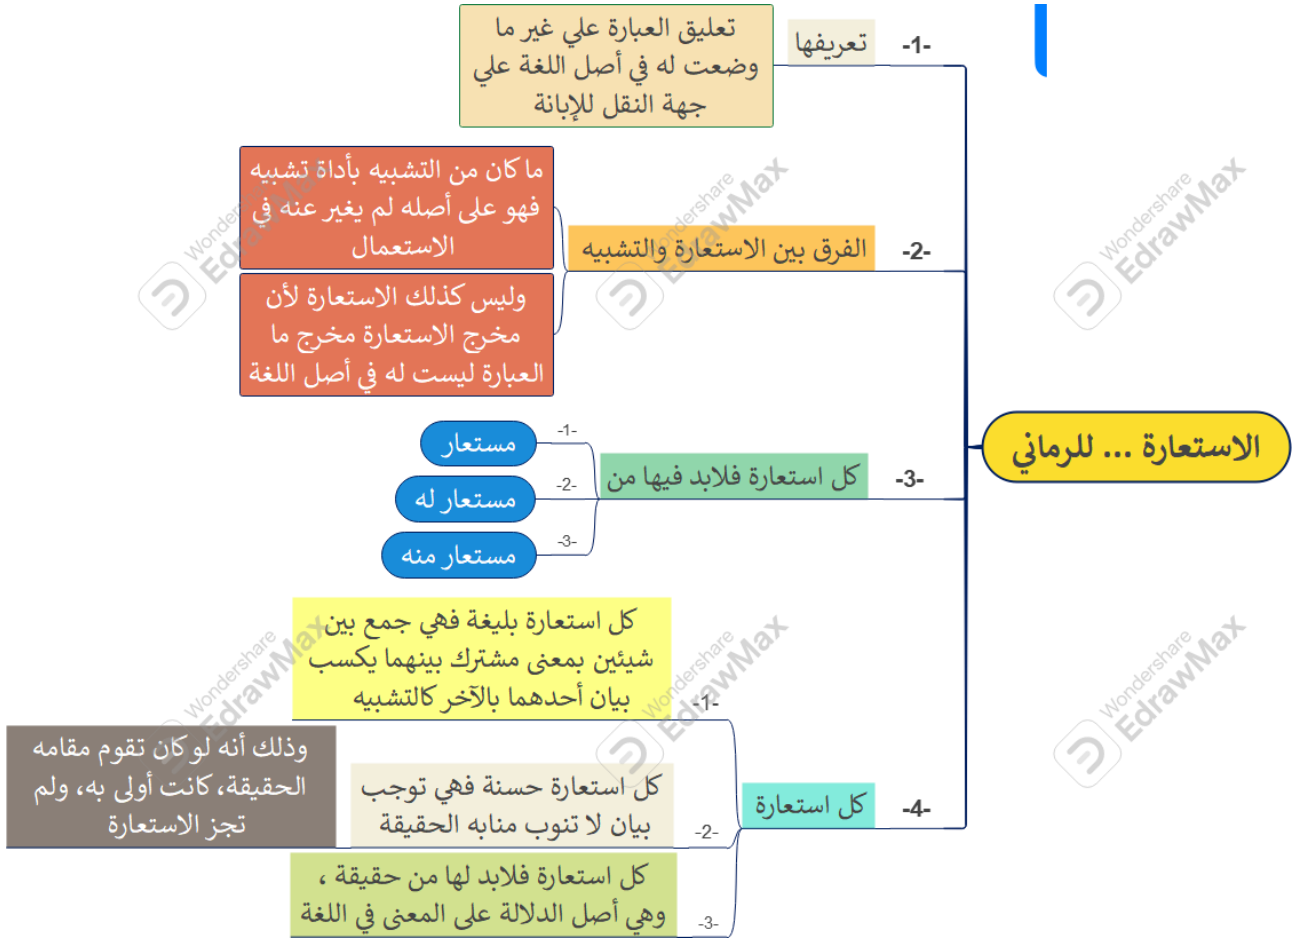 الاستعارة ... للرماني
-1-
تعريفها
تعليق العبارة علي غير ما
وضعت له في أصل اللغة علي
جهة النقل للإبانة
-2-
الفرق بين الاستعارة والتشبيه
ما كان من التشبيه بأداة تشبيه
فهو على أصله لم يغير عنه في
الاستعمال
وليس كذلك الاستعارة لأن
مخرج الاستعارة مخرج ما
العبارة ليست له في أصل اللغة
-3-
كل استعارة فلابد فيها من
-1-
مستعار
-2-
مستعار له
-3-
مستعار منه
-4-
كل استعارة
-1-
كل استعارة بليغة فهي جمع بين
شيئين بمعنى مشترك بينهما يكسب
بيان أحدهما بالآخر كالتشبيه
-2-
كل استعارة حسنة فهي توجب
بيان لا تنوب منابه الحقيقة
وذلك أنه لو كان تقوم مقامه
الحقيقة، كانت أولى به، ولم
تجز الاستعارة
-3-
كل استعارة فلابد لها من حقيقة ،
وهي أصل الدلالة على المعنى في اللغة
Wondershare
EdrawMax
Wondershare
EdrawMax
Wondershare
EdrawMax
Wondershare
EdrawMax
Wondershare
EdrawMax
Wondershare
EdrawMax